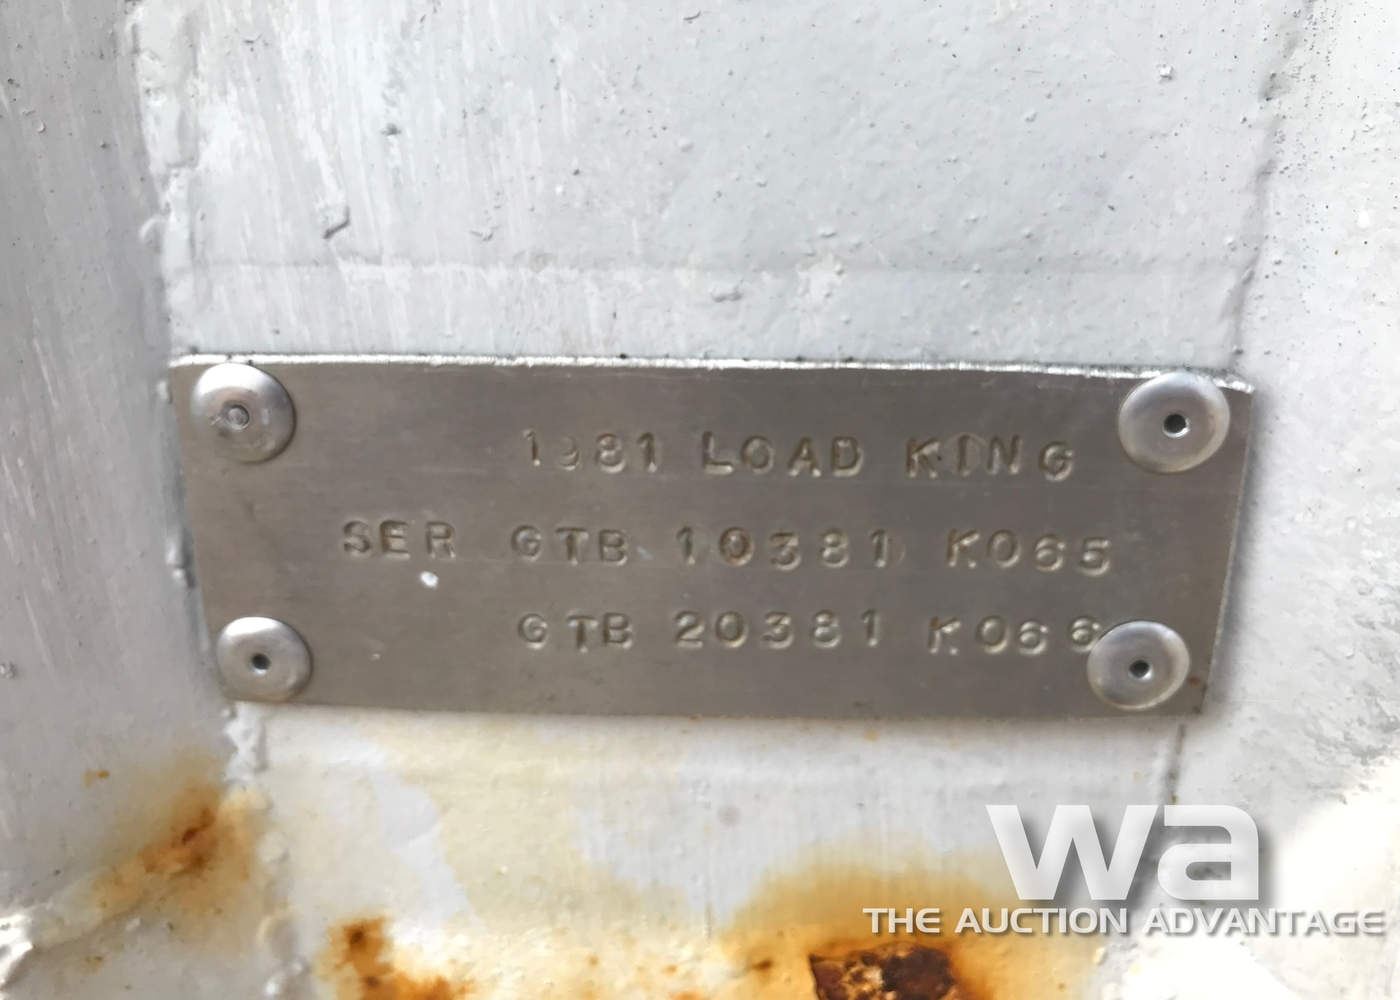 1981 LOAD KING
SER GTB 10381 K065
GTB 20381 K066
wa
THE AUCTION ADVANTAGE